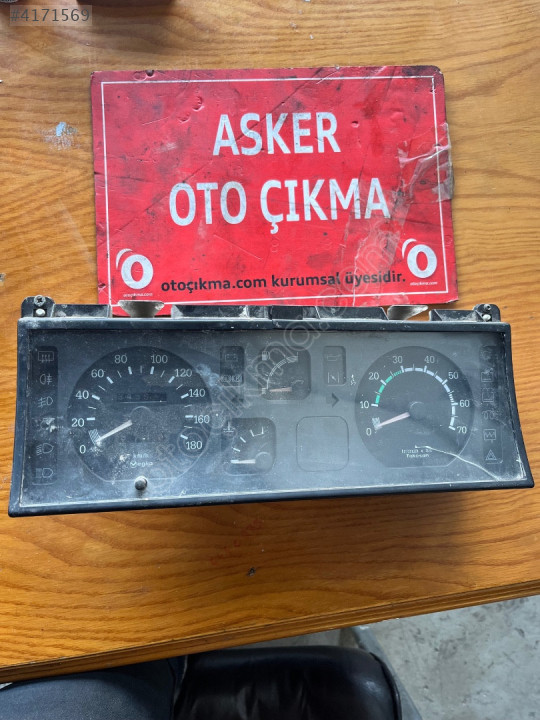 #4171569
ASKER
OTO ÇIKMA
otoçıkma.com kurumsal üyesidir.
0 20 40 60 80 100 120 140 160 180
km/h
0 10 20 30 40 50 60 70